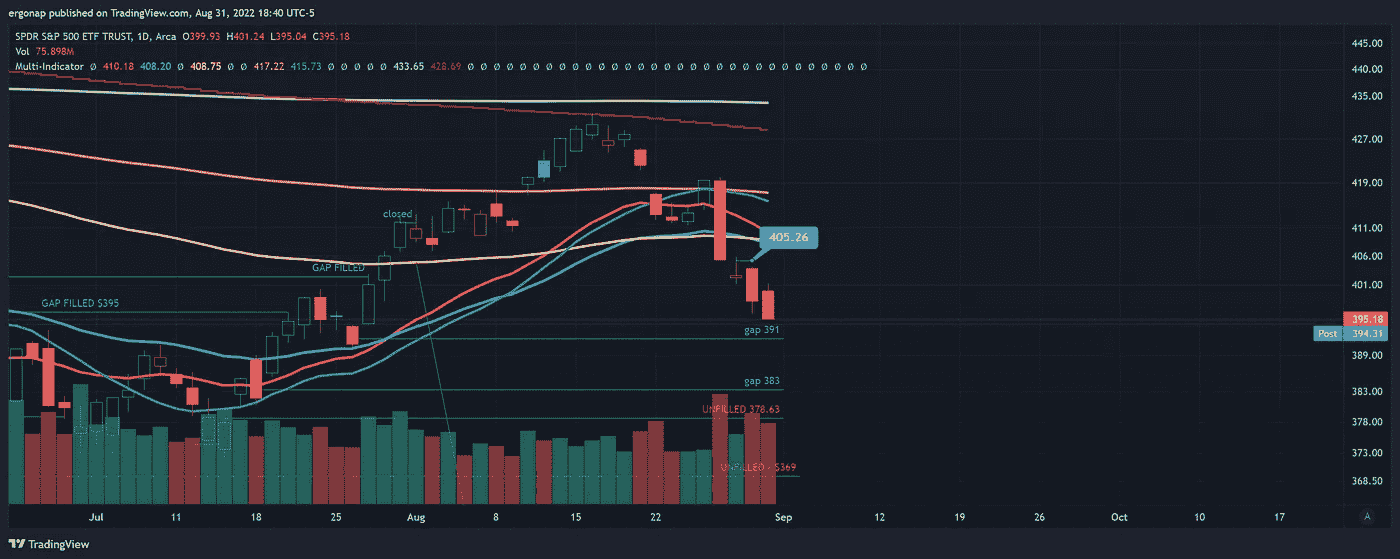 ergonap published on TradingView.com, Aug 31, 2022 18:40 UTC-5
SPDR S&P 500 ETF TRUST, 1D, Arca O399.93 H401.24 L395.04 C395.18
Vol 75.898M
Multi-Indicator ø 410.18 408.20 ø 408.75 ø ø 417.22 415.73 ø ø ø ø ø 433.65 428.69 ø ø ø ø ø ø ø ø ø ø ø ø ø ø ø ø ø ø ø ø ø ø ø ø ø ø ø ø ø ø ø ø ø
445.00
440.00
435.00
427.00
419.00
closed
411.00
405.26
406.00
GAP FILLED
401.00
GAP FILLED $395
395.18
gap 391
Post 394.31
389.00
gap 383
383.00
UNFILLED 378.63
378.00
373.00
UNFILLED - $369
368.50
Jul 11 18 25 Aug 8 15 22 Sep 12 19 26 Oct 10 17 A
TradingView